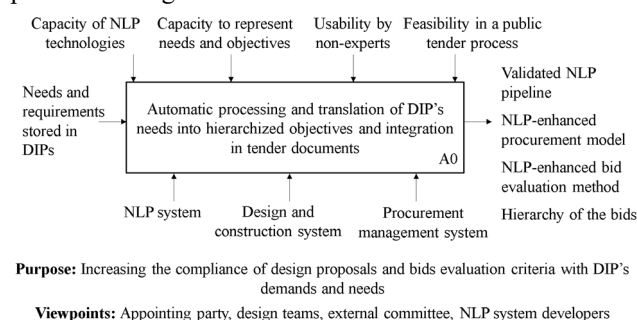 Capacity of NLP technologies
Capacity to represent needs and objectives
Usability by non-experts
Feasibility in a public tender process
Needs and requirements stored in DIPs
Automatic processing and translation of DIP's
needs into hierarchized objectives and integration
in tender documents
A0
Validated NLP
pipeline
NLP-enhanced
procurement model
NLP-enhanced bid
evaluation method
Hierarchy of the bids
NLP system
Design and
construction system
Procurement
management system
Purpose: Increasing the compliance of design proposals and bids evaluation criteria with DIP's
demands and needs
Viewpoints: Appointing party, design teams, external committee, NLP system developers